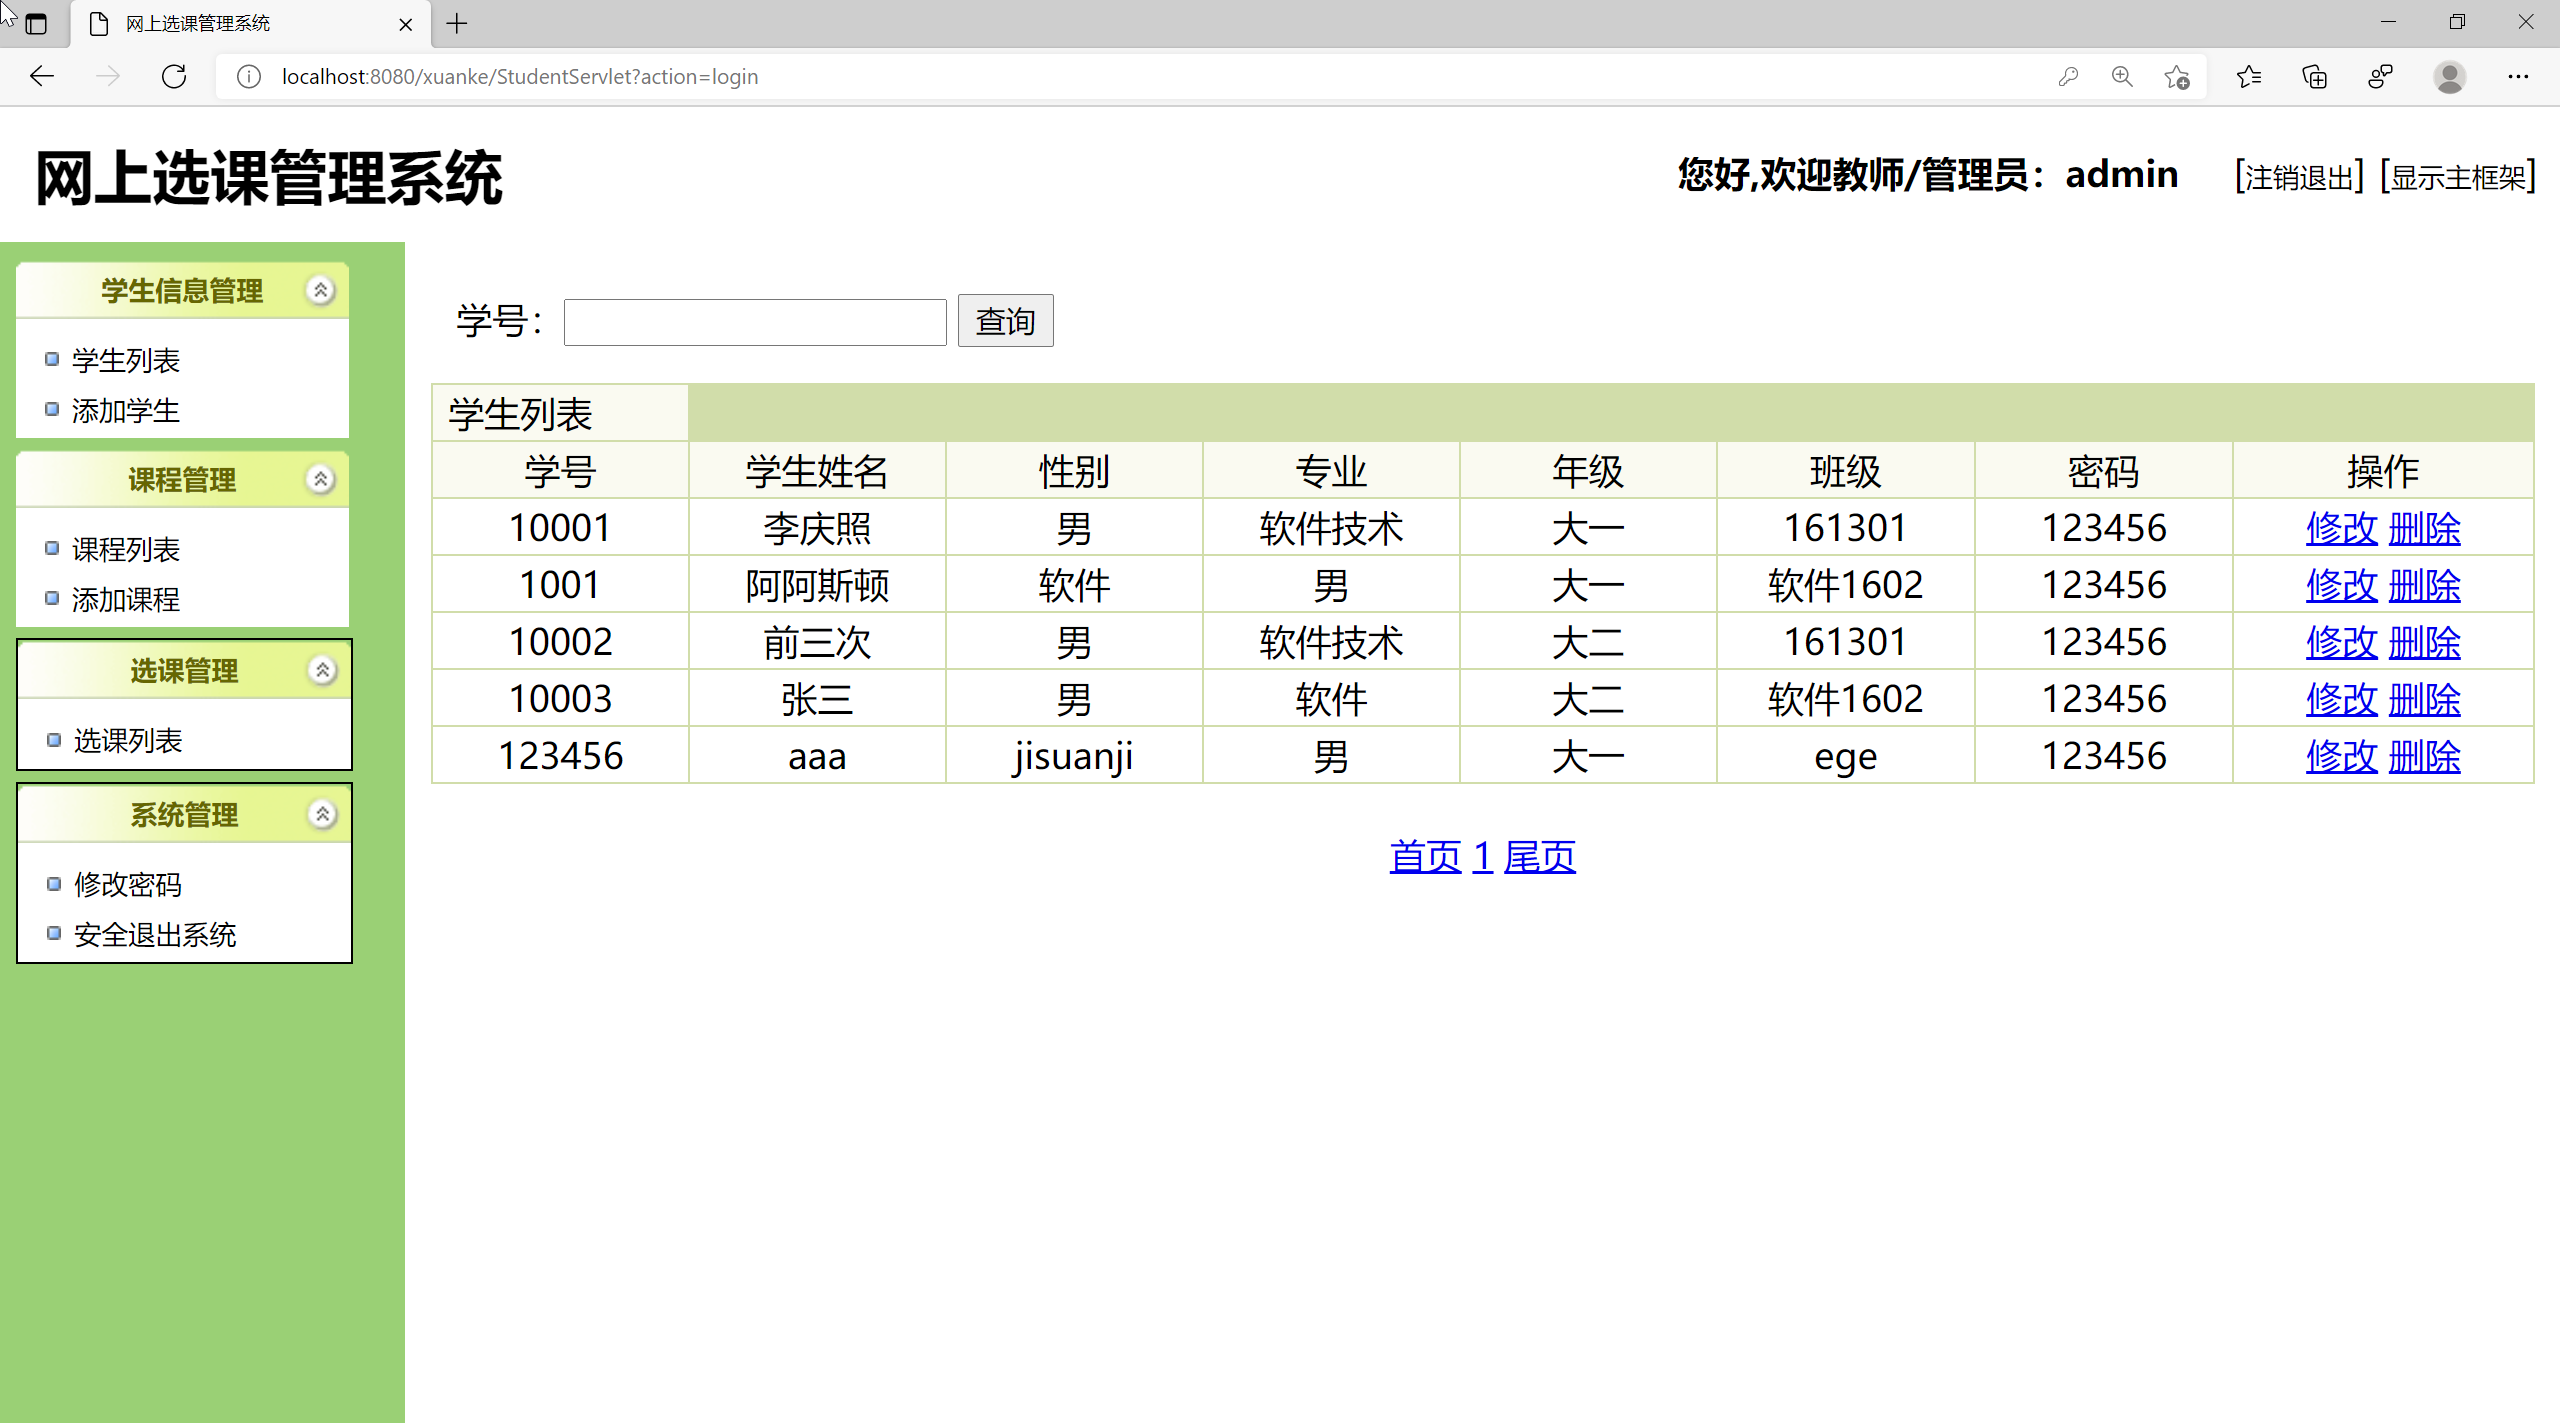 网上选课管理系统
localhost:8080/xuanke/StudentServlet?action=login
网上选课管理系统
您好,欢迎教师/管理员：admin [注销退出] [显示主框架]
学生信息管理
学生列表
添加学生
课程管理
课程列表
添加课程
选课管理
选课列表
系统管理
修改密码
安全退出系统
学号： 查询
学生列表
学号 学生姓名 性别 专业 年级 班级 密码 操作
10001 李庆照 男 软件技术 大一 161301 123456 修改 删除
1001 阿阿斯顿 软件 男 大一 软件1602 123456 修改 删除
10002 前三次 男 软件技术 大二 161301 123456 修改 删除
10003 张三 男 软件 大二 软件1602 123456 修改 删除
123456 aaa jisuanji 男 大一 ege 123456 修改 删除
首页 1 尾页